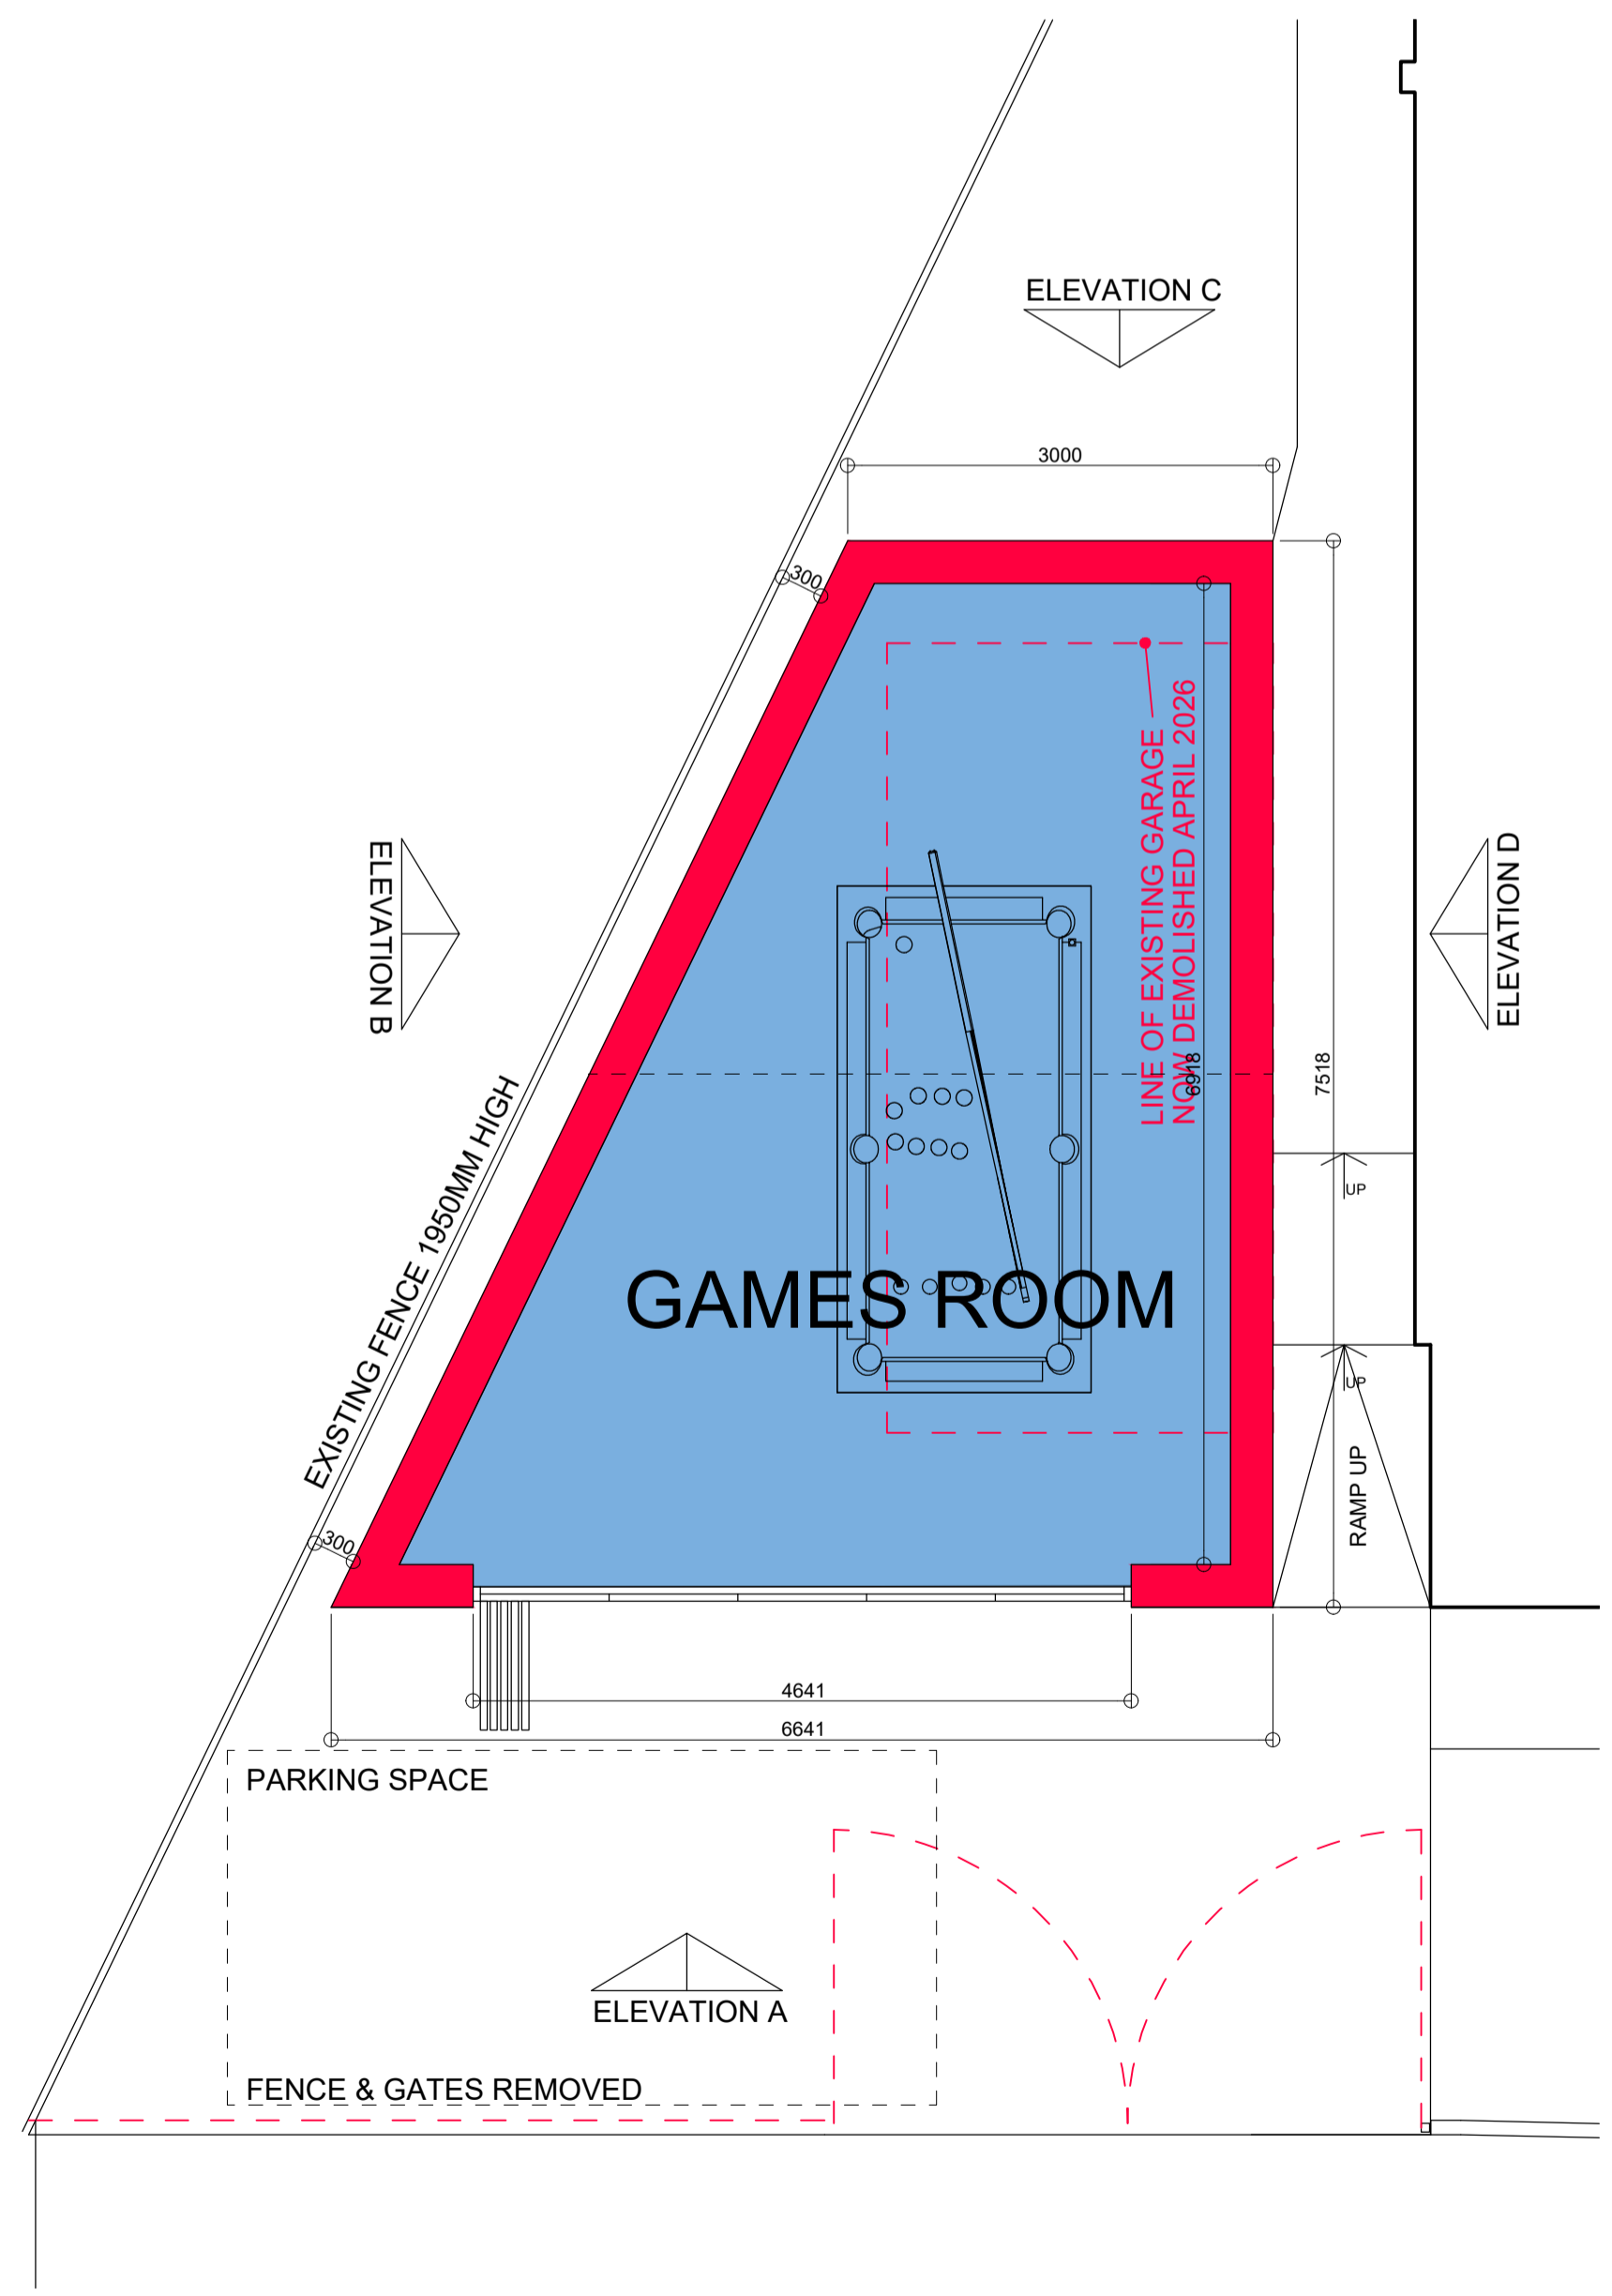 ELEVATION C
3000
300
LINE OF EXISTING GARAGE
NOW DEMOLISHED APRIL 2026
ELEVATION B
ELEVATION D
6918
7518
EXISTING FENCE 1950MM HIGH
UP
GAMES ROOM
UP
RAMP UP
300
4641
6641
PARKING SPACE
ELEVATION A
FENCE & GATES REMOVED